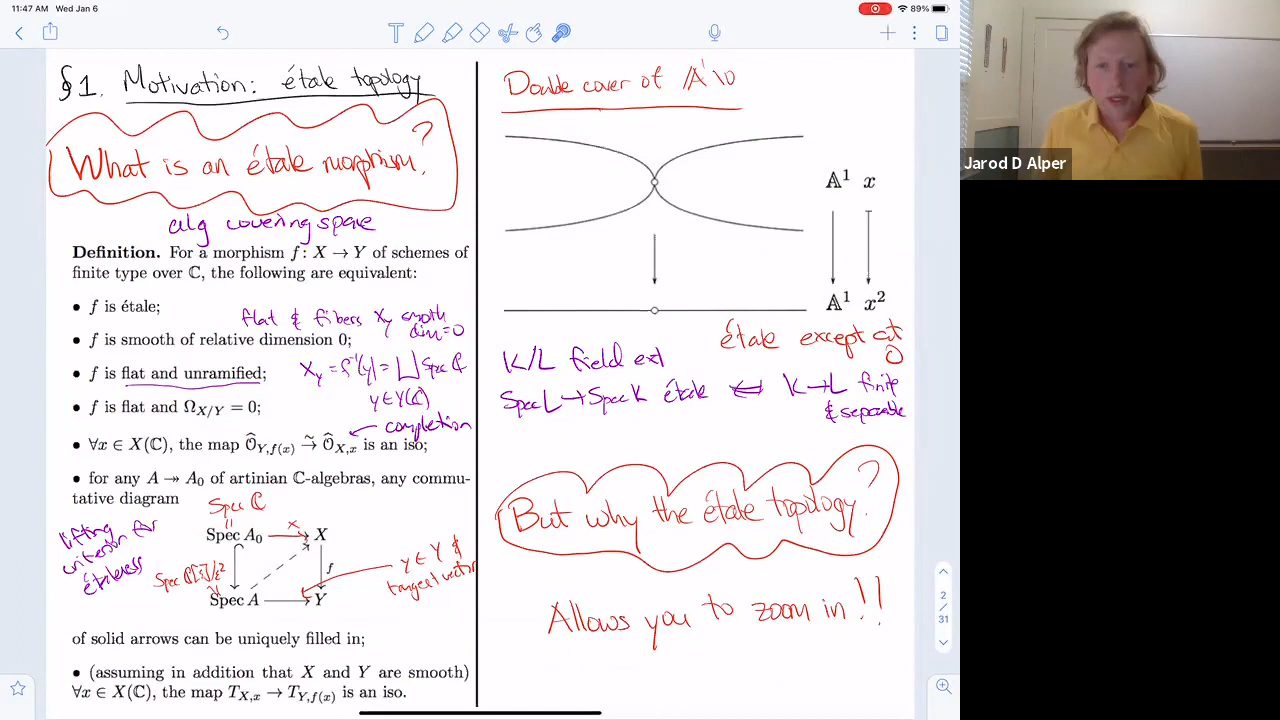 11:47 AM Wed Jan 6
89%
§1. Motivation: étale topology
What is an étale morphism?
alg covering space
Definition. For a morphism f: X → Y of schemes of
finite type over ℂ, the following are equivalent:
• f is étale;
flat & fibers X_y smooth
dim=0
• f is smooth of relative dimension 0;
• f is flat and unramified;
X_y = f⁻¹(y) = ⊔ Spec ℂ
y ∈ Y(ℂ)
• f is flat and Ω_{X/Y} = 0;
← completion
• ∀x ∈ X(ℂ), the map Ô_{Y,f(x)} →~ Ô_{X,x} is an iso;
• for any A ↠ A₀ of artinian ℂ-algebras, any commu-
tative diagram
Spec ℂ
Spec A₀ x X
lifting
criterion for
étaleness
Spec ℂ[ε]/ε²
f
y ∈ Y &
tangent vector
Spec A Y
of solid arrows can be uniquely filled in;
• (assuming in addition that X and Y are smooth)
∀x ∈ X(ℂ), the map T_{X,x} → T_{Y,f(x)} is an iso.
Double cover of 𝔸¹\0
𝔸¹ x
𝔸¹ x²
étale except at
0
K/L field ext
Spec L → Spec K étale ⟺ K → L finite
& separable
But why the étale topology?
Allows you to zoom in!!
2
/
31
Jarod D Alper